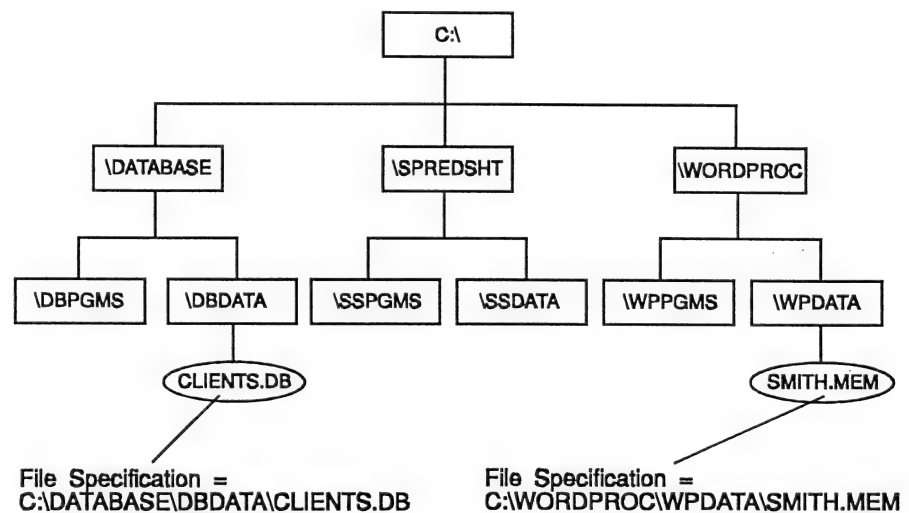 C:\
\DATABASE
\SPREDSHT
\WORDPROC
\DBPGMS
\DBDATA
\SSPGMS
\SSDATA
\WPPGMS
\WPDATA
CLIENTS.DB
SMITH.MEM
File Specification =
C:\DATABASE\DBDATA\CLIENTS.DB
File Specification =
C:\WORDPROC\WPDATA\SMITH.MEM